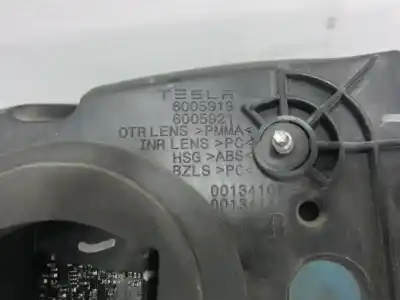 TESLA
6005919
6005921
OTR LENS >PMMA<
INR LENS >PC<
HSG >ABS<
BZLS >PC<
R